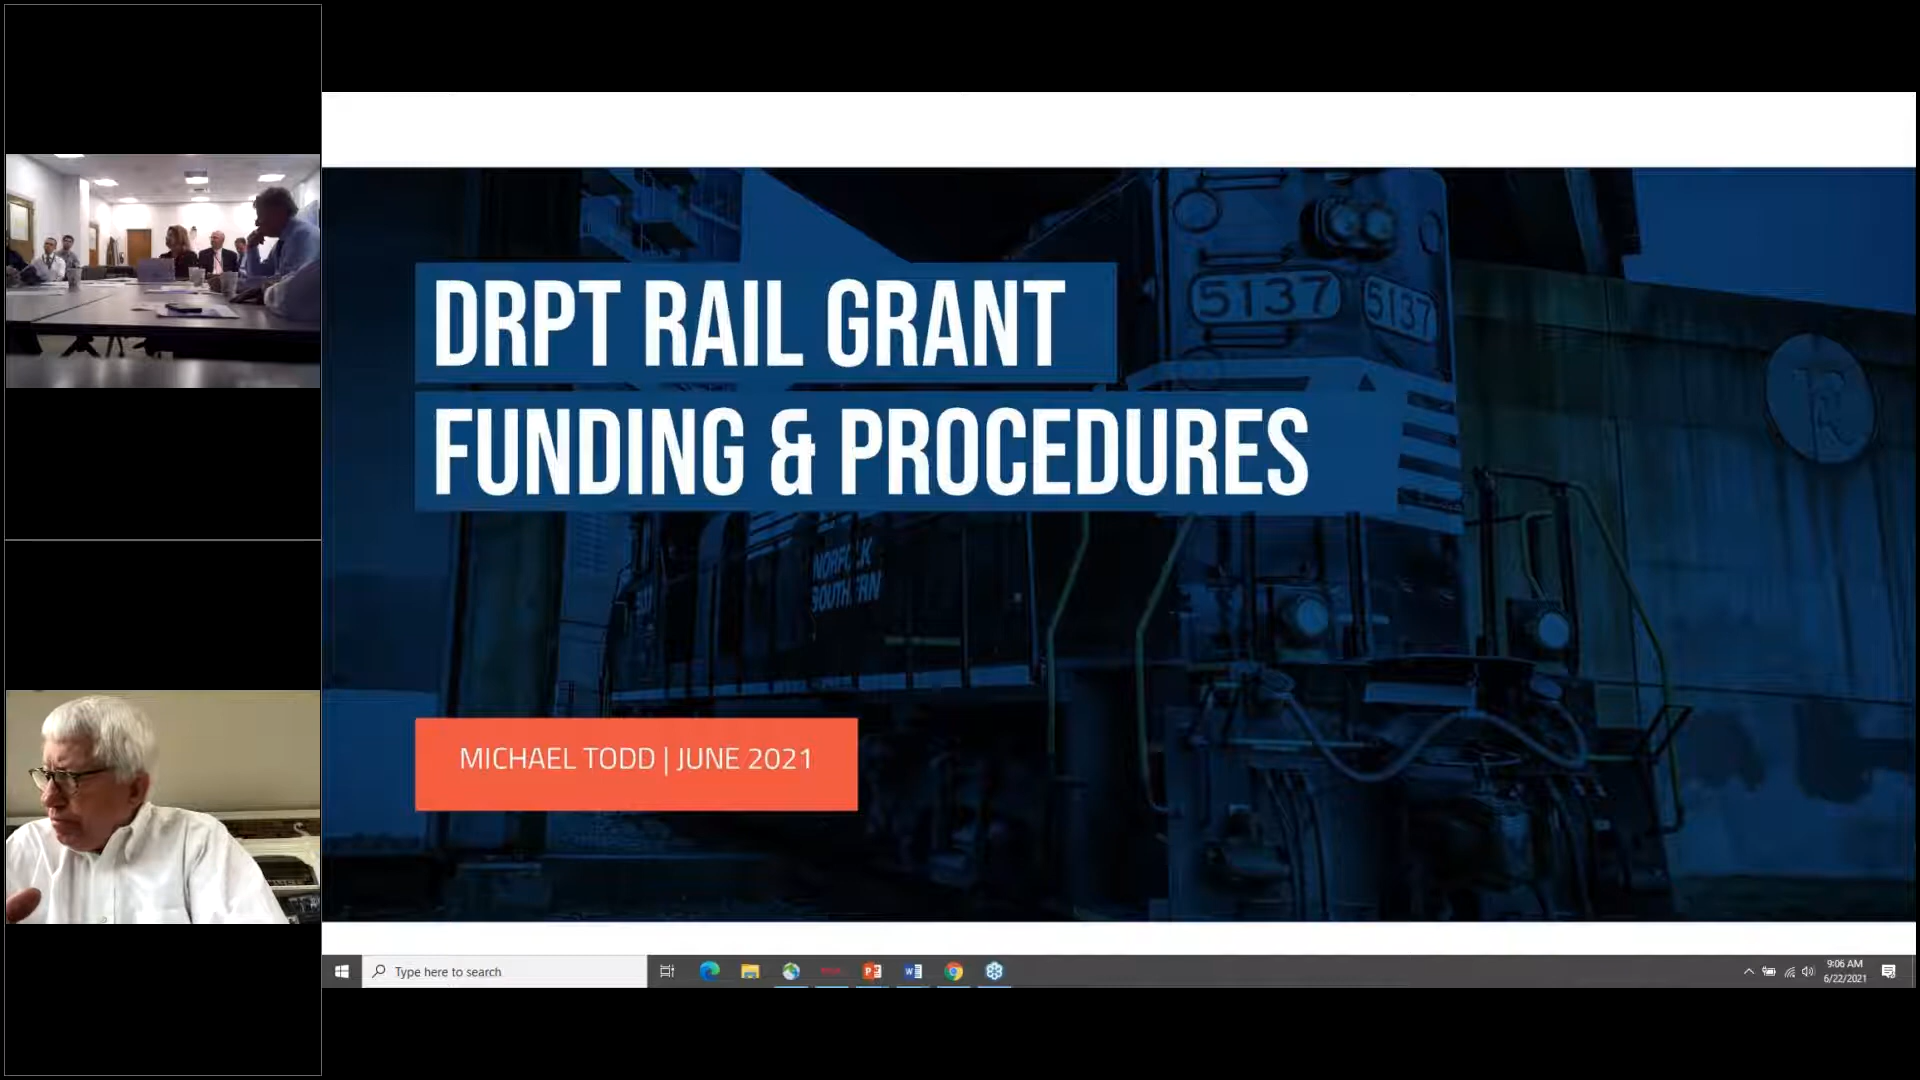 DRPT RAIL GRANT
FUNDING & PROCEDURES
5137
5137
NORFOLK
SOUTHERN
MICHAEL TODD | JUNE 2021
Type here to search
9:06 AM
6/22/2021